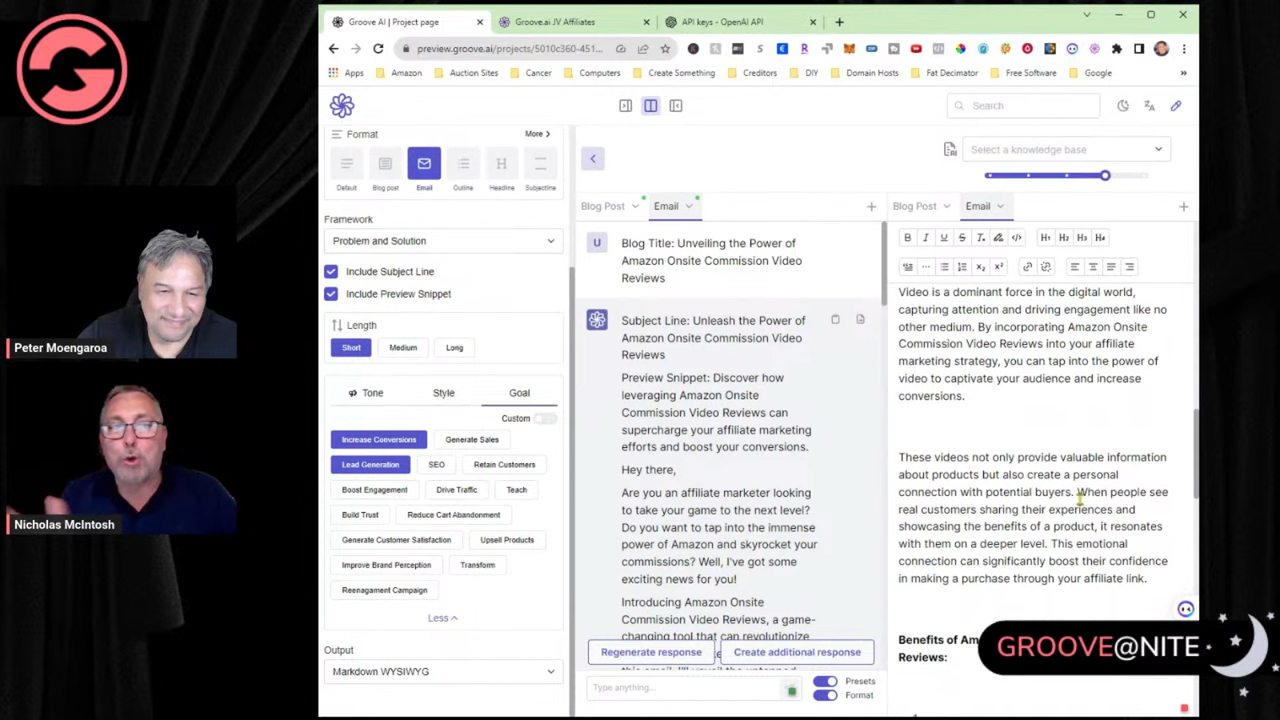 Groove AI | Project page
Groove.ai JV Affiliates
API keys - OpenAI API
preview.groove.ai/projects/5010c360-451...
Apps
Amazon
Auction Sites
Cancer
Computers
Create Something
Creditors
DIY
Domain Hosts
Fat Decimator
Free Software
Google
Search
Format
More
Default
Blog post
Email
Outline
Headline
Subjectline
Framework
Problem and Solution
Include Subject Line
Include Preview Snippet
Length
Short
Medium
Long
Tone
Style
Goal
Custom
Increase Conversions
Generate Sales
Lead Generation
SEO
Retain Customers
Boost Engagement
Drive Traffic
Teach
Build Trust
Reduce Cart Abandonment
Generate Customer Satisfaction
Upsell Products
Improve Brand Perception
Transform
Reenagament Campaign
Less
Output
Markdown WYSIWYG
Blog Post
Email
U
Blog Title: Unveiling the Power of
Amazon Onsite Commission Video
Reviews
Subject Line: Unleash the Power of
Amazon Onsite Commission Video
Reviews
Preview Snippet: Discover how
leveraging Amazon Onsite
Commission Video Reviews can
supercharge your affiliate marketing
efforts and boost your conversions.
Hey there,
Are you an affiliate marketer looking
to take your game to the next level?
Do you want to tap into the immense
power of Amazon and skyrocket your
commissions? Well, I've got some
exciting news for you!
Introducing Amazon Onsite
Commission Video Reviews, a game-
changing tool that can revolutionize
Regenerate response
Create additional response
Type anything...
Presets
Format
Select a knowledge base
Blog Post
Email
B I U S
H1 H2 H3 H4
Video is a dominant force in the digital world,
capturing attention and driving engagement like no
other medium. By incorporating Amazon Onsite
Commission Video Reviews into your affiliate
marketing strategy, you can tap into the power of
video to captivate your audience and increase
conversions.
These videos not only provide valuable information
about products but also create a personal
connection with potential buyers. When people see
real customers sharing their experiences and
showcasing the benefits of a product, it resonates
with them on a deeper level. This emotional
connection can significantly boost their confidence
in making a purchase through your affiliate link.
Benefits of Am
Reviews:
GROOVE@NITE
Peter Moengaroa
Nicholas McIntosh